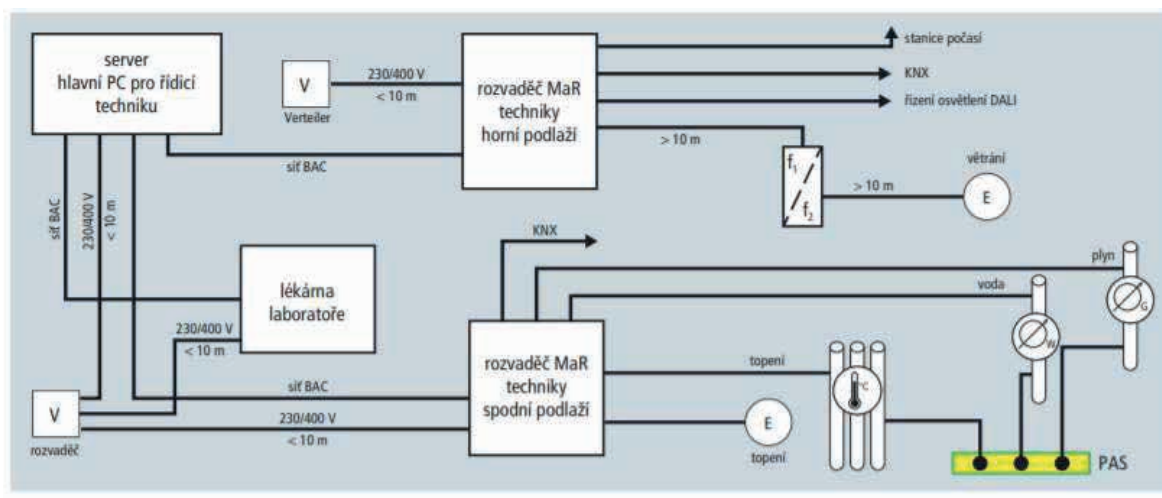 server
hlavní PC pro řídicí
techniku
V
Verteiler
230/400 V
< 10 m
rozvaděč MaR
techniky
horní podlaží
stanice počasí
KNX
řízení osvětlení DALI
> 10 m
f1
f2
> 10 m
větrání
E
síť BAC
síť BAC
230/400 V
< 10 m
KNX
plyn
G
voda
W
lékárna
laboratoře
230/400 V
< 10 m
rozvaděč MaR
techniky
spodní podlaží
topení
°C
síť BAC
V
rozvaděč
230/400 V
< 10 m
E
topení
PAS